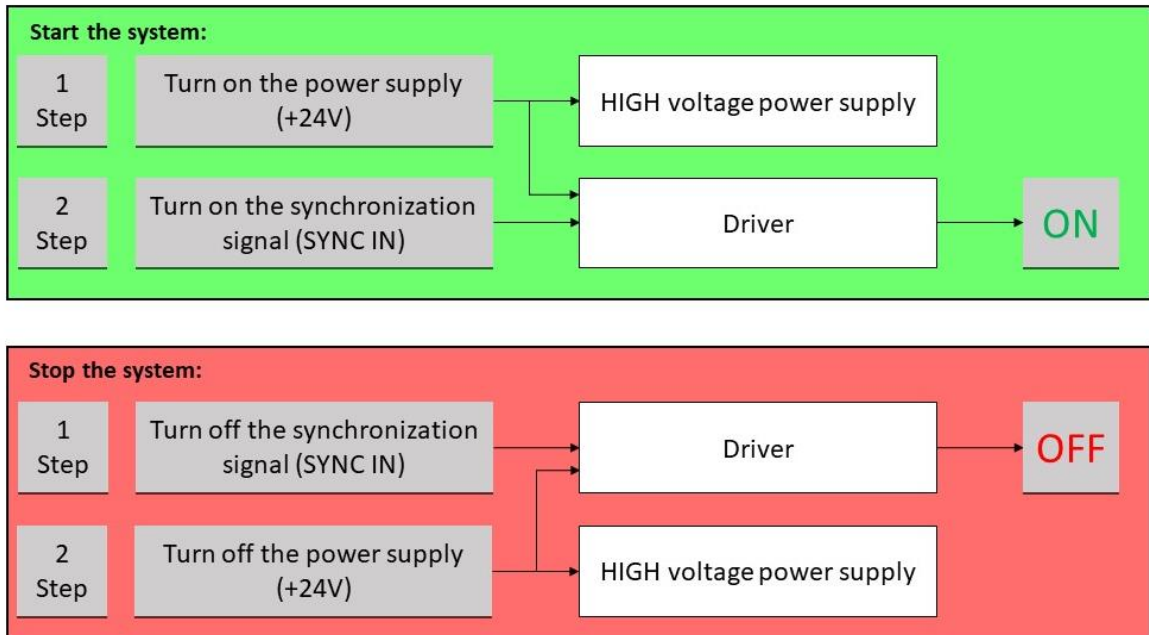 Start the system:
1
Step
Turn on the power supply
(+24V)
HIGH voltage power supply
2
Step
Turn on the synchronization
signal (SYNC IN)
Driver
ON
Stop the system:
1
Step
Turn off the synchronization
signal (SYNC IN)
Driver
OFF
2
Step
Turn off the power supply
(+24V)
HIGH voltage power supply